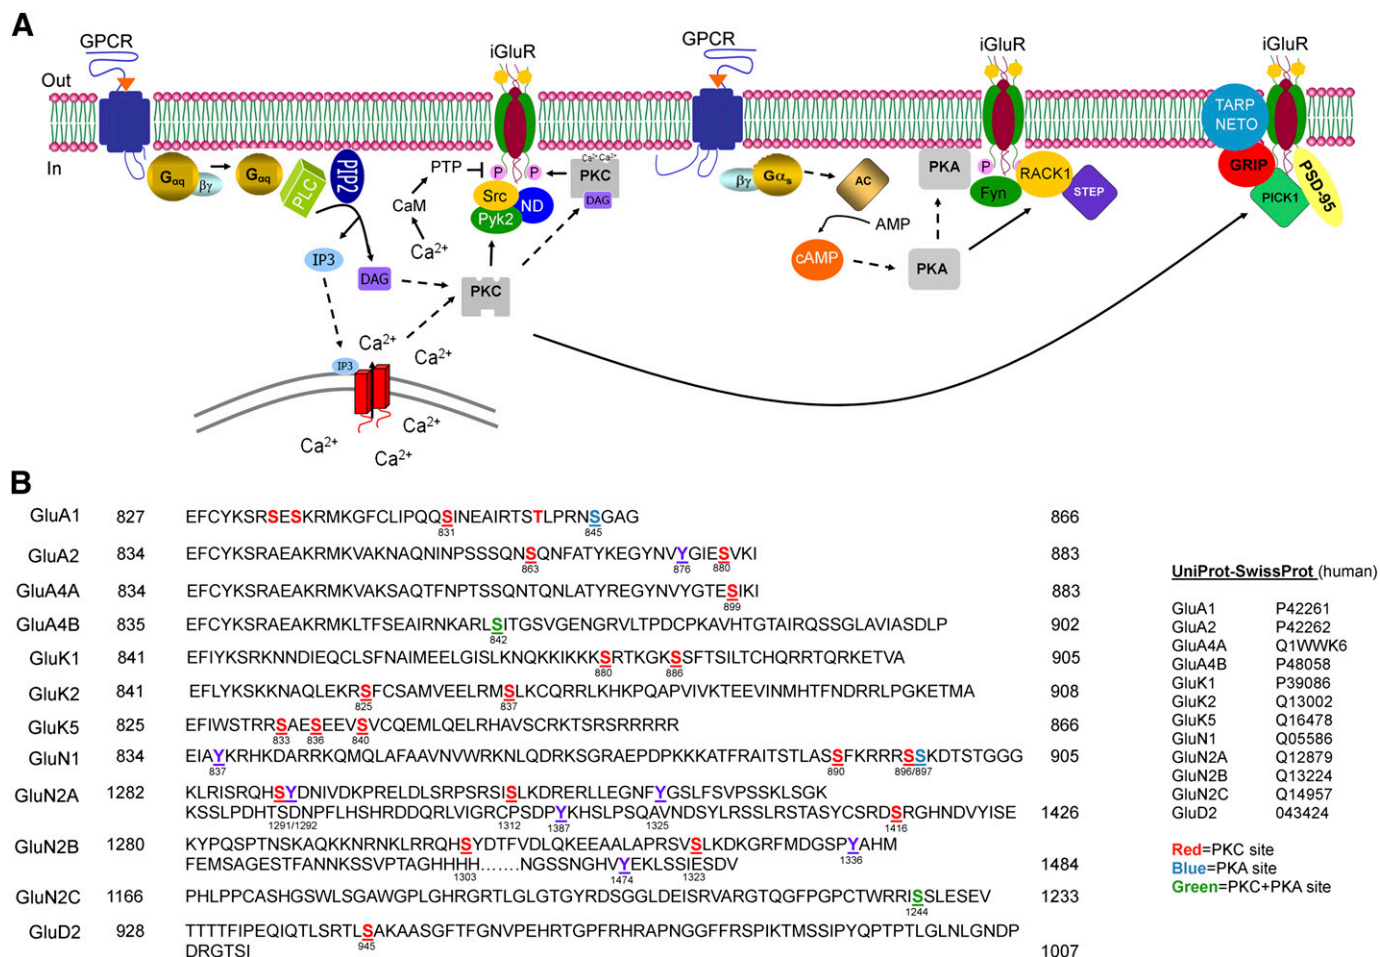 A
GPCR
iGluR
GPCR
iGluR
iGluR
Out
In
Gαq
βγ
Gαq
PLC
PTP2
PTP
P
P
Ca²⁺ Ca²⁺
PKC
DAG
Src
Pyk2
ND
CaM
Ca²⁺
IP3
DAG
PKC
Ca²⁺
Ca²⁺
IP3
Ca²⁺
Ca²⁺
Ca²⁺
βγ
Gαs
AC
AMP
cAMP
PKA
PKA
P
Fyn
RACK1
STEP
TARP
NETO
GRIP
PICK1
PSD-95
B
GluA1 827 EFCYKSRSESKRMKGFCLIPQQSINEAIRTSTLPRNSGAG 866
831 845
GluA2 834 EFCYKSRAEAKRMKVAKNAQNINPSSSQNSQNFATYKEGYNVYGIESVKI 883
863 876 880
GluA4A 834 EFCYKSRAEAKRMKVAKSAQTFNPTSSQNTQNLATYREGYNVYGTESIKI 883
899
GluA4B 835 EFCYKSRAEAKRMKLTFSEAIRNKARLSITGSVGENGRVLTPDCPKAVHTGTAIRQSSGLAVIASDLP 902
842
GluK1 841 EFIYKSRKNNDIEQCLSFNAIMEELGISLKNQKKIKKKSRTKGKSSFTSILTCHQRRTQRKETVA 905
880 886
GluK2 841 EFLYKSKKNAQLEKRSFCSAMVEELRMSLKCQRRLKHKPQAPVIVKTEEVINMHTFNDRRLPGKETMA 908
825 837
GluK5 825 EFIWSTRRSAESEEVSVCQEMLQELRHAVSCRKTSRSRRRRR 866
833 836 840
GluN1 834 EIAYKRHKDARRKQMQLAFAAVNVWRKNLQDRKSGRAEPDPKKKATFRAITSTLASSFKRRRSSKDTSTGGG 905
837 890 896/897
GluN2A 1282 KLRISRQHSYDNIVDKPRELDLSRPSRSISLKDRERLLEGNFYGSLFSVPSSKLSGK
KSSLPDHTSDNPFLHSHRDDQRLVIGRCPSDPYKHSLPSQAVNDSYLRSSLRSTASYCSRDSRGHNDVYISE 1426
1291/1292 1312 1387 1325 1416
GluN2B 1280 KYPQSPTNSKAQKKNRNKLRRQHSYDTFVDLQKEEAALAPRSVSLKDKGRFMDGSPYAHM
1336
FEMSAGESTFANNKSSVPTAGHHHH.......NGSSNGHVYEKLSSIESDV 1484
1303 1474 1323
GluN2C 1166 PHLPPCASHGSWLSGAWGPLGHRGRTLGLGTGYRDSGGLDEISRVARGTQGFPGPCTWRRISSLESEV 1233
1244
GluD2 928 TTTTFIPEQIQTLSRTLSAKAASGFTFGNVPEHRTGPFRHRAPNGGFFRSPIKTMSSIPYQPTPTLGLNLGNDP
945
DRGTSI 1007
UniProt-SwissProt (human)
GluA1 P42261
GluA2 P42262
GluA4A Q1WWK6
GluA4B P48058
GluK1 P39086
GluK2 Q13002
GluK5 Q16478
GluN1 Q05586
GluN2A Q12879
GluN2B Q13224
GluN2C Q14957
GluD2 043424
Red=PKC site
Blue=PKA site
Green=PKC+PKA site